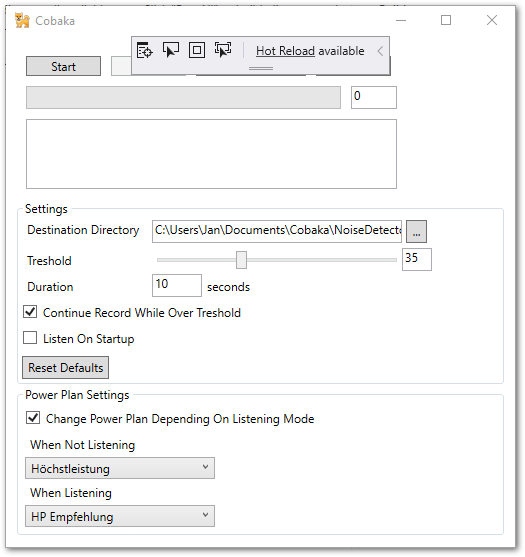 Cobaka
Hot Reload available
Start
0
Settings
Destination Directory C:\Users\Jan\Documents\Cobaka\NoiseDetect ...
Treshold 35
Duration 10 seconds
Continue Record While Over Treshold
Listen On Startup
Reset Defaults
Power Plan Settings
Change Power Plan Depending On Listening Mode
When Not Listening
Höchstleistung
When Listening
HP Empfehlung